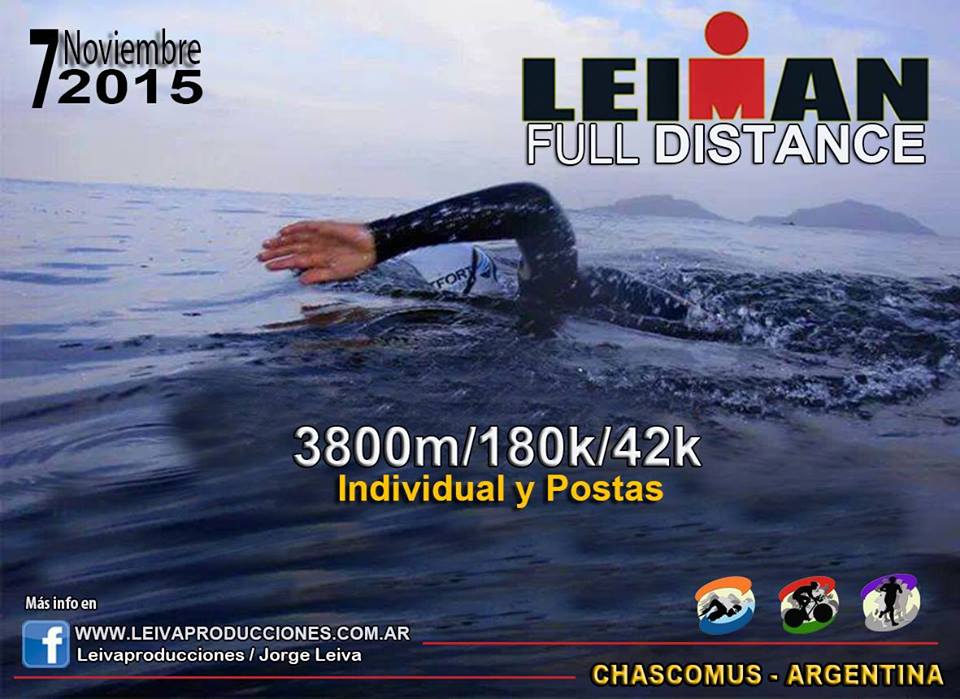 7 Noviembre
2015
LEIMAN
FULL DISTANCE
3800m/180k/42k
Individual y Postas
Más info en
WWW.LEIVAPRODUCCIONES.COM.AR
Leivaproducciones / Jorge Leiva
CHASCOMUS - ARGENTINA